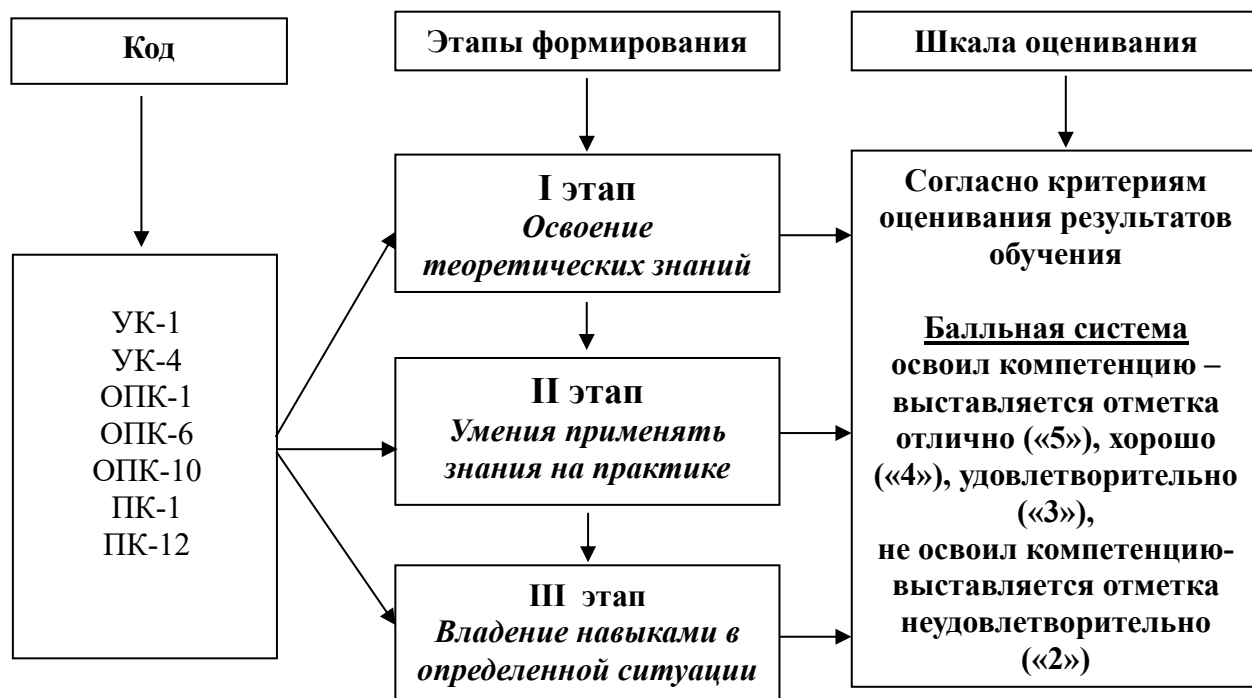 Код
Этапы формирования
Шкала оценивания
УК-1
УК-4
ОПК-1
ОПК-6
ОПК-10
ПК-1
ПК-12
I этап
Освоение
теоретических знаний
II этап
Умения применять
знания на практике
III этап
Владение навыками в
определенной ситуации
Согласно критериям
оценивания результатов
обучения
Балльная система
освоил компетенцию –
выставляется отметка
отлично («5»), хорошо
(«4»), удовлетворительно
(«3»),
не освоил компетенцию-
выставляется отметка
неудовлетворительно
(«2»)